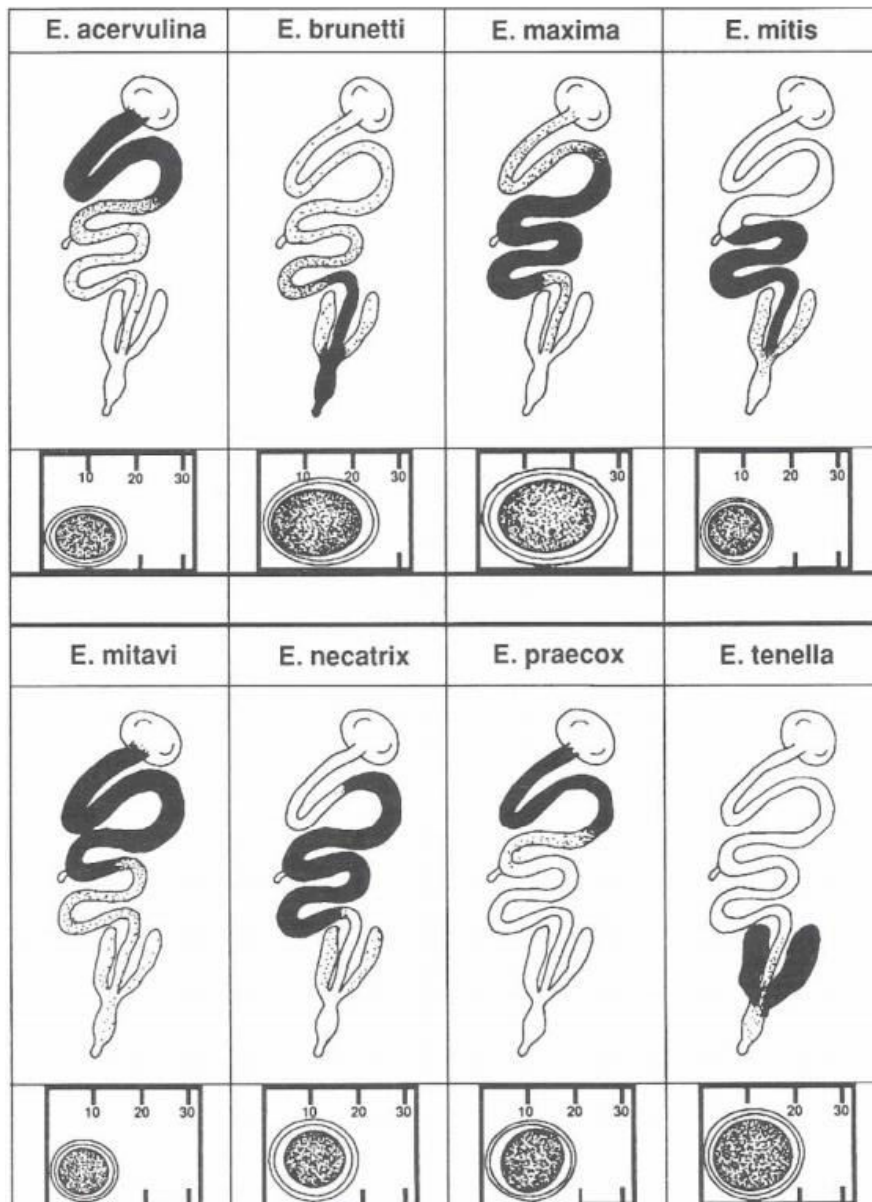 E. acervulina E. brunetti E. maxima E. mitis
10 20 30 10 20 30 30 10 20 30
E. mitavi E. necatrix E. praecox E. tenella
10 20 30 10 20 30 10 20 30 10 20 30